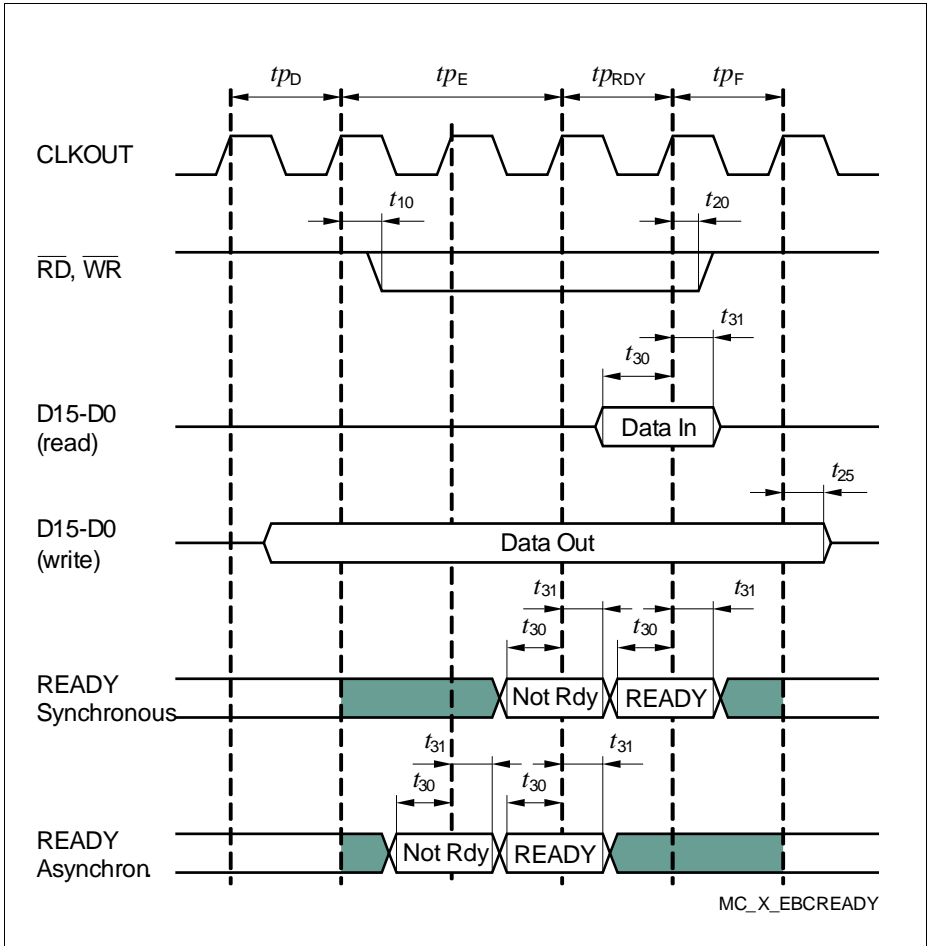 tpD tpE tpRDY tpF
CLKOUT
t10 t20
RD, WR
t31
t30
D15-D0
(read)
Data In
t25
D15-D0
(write)
Data Out
t31 t31
t30 t30
READY
Synchronous
Not Rdy READY
t31 t31
t30 t30
READY
Asynchron.
Not Rdy READY
MC_X_EBCREADY